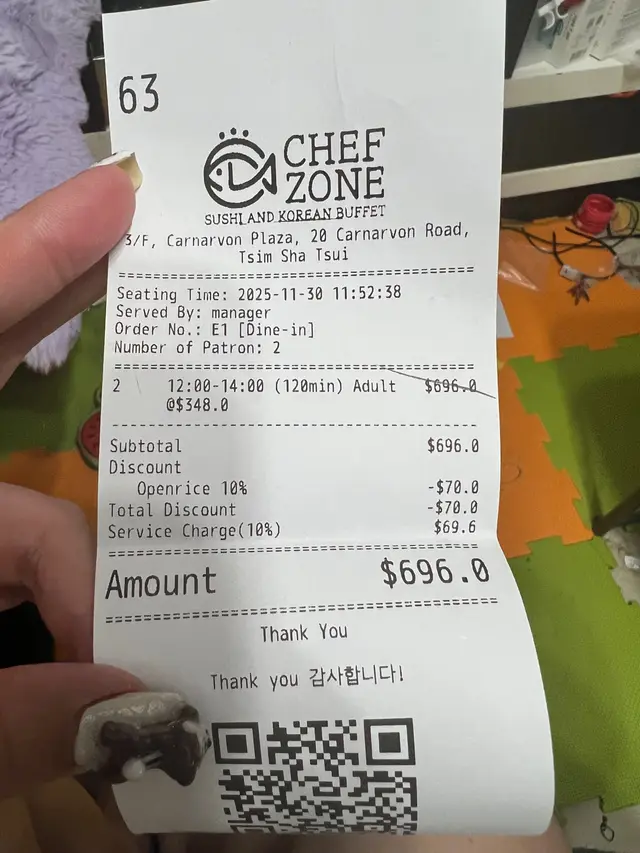 63
CHEF
ZONE
SUSHI AND KOREAN BUFFET
3/F, Carnarvon Plaza, 20 Carnarvon Road,
Tsim Sha Tsui
Seating Time: 2025-11-30 11:52:38
Served By: manager
Order No.: E1 [Dine-in]
Number of Patron: 2
2 12:00-14:00 (120min) Adult $696.0
@$348.0
Subtotal $696.0
Discount
Openrice 10% -$70.0
Total Discount -$70.0
Service Charge(10%) $69.6
Amount $696.0
Thank You
Thank you 감사합니다!